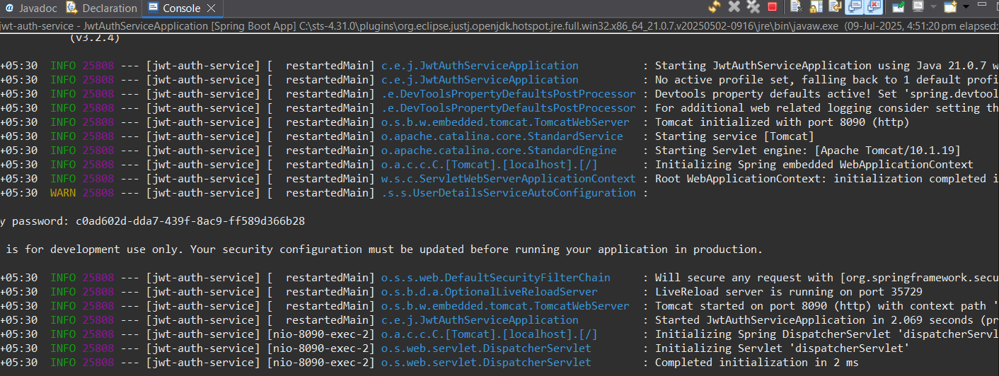 @ Javadoc Declaration Console
jwt-auth-service - JwtAuthServiceApplication [Spring Boot App] C:\sts-4.31.0\plugins\org.eclipse.justj.openjdk.hotspot.jre.full.win32.x86_64_21.0.7.v20250502-0916\jre\bin\javaw.exe (09-Jul-2025, 4:51:20 pm elapsed:
(v3.2.4)
+05:30 INFO 25808 --- [jwt-auth-service] [ restartedMain] c.e.j.JwtAuthServiceApplication : Starting JwtAuthServiceApplication using Java 21.0.7 w
+05:30 INFO 25808 --- [jwt-auth-service] [ restartedMain] c.e.j.JwtAuthServiceApplication : No active profile set, falling back to 1 default profi
+05:30 INFO 25808 --- [jwt-auth-service] [ restartedMain] .e.DevToolsPropertyDefaultsPostProcessor : Devtools property defaults active! Set 'spring.devtool
+05:30 INFO 25808 --- [jwt-auth-service] [ restartedMain] .e.DevToolsPropertyDefaultsPostProcessor : For additional web related logging consider setting th
+05:30 INFO 25808 --- [jwt-auth-service] [ restartedMain] o.s.b.w.embedded.tomcat.TomcatWebServer : Tomcat initialized with port 8090 (http)
+05:30 INFO 25808 --- [jwt-auth-service] [ restartedMain] o.apache.catalina.core.StandardService : Starting service [Tomcat]
+05:30 INFO 25808 --- [jwt-auth-service] [ restartedMain] o.apache.catalina.core.StandardEngine : Starting Servlet engine: [Apache Tomcat/10.1.19]
+05:30 INFO 25808 --- [jwt-auth-service] [ restartedMain] o.a.c.c.C.[Tomcat].[localhost].[/] : Initializing Spring embedded WebApplicationContext
+05:30 INFO 25808 --- [jwt-auth-service] [ restartedMain] w.s.c.ServletWebServerApplicationContext : Root WebApplicationContext: initialization completed i
+05:30 WARN 25808 --- [jwt-auth-service] [ restartedMain] .s.s.UserDetailsServiceAutoConfiguration :
y password: c0ad602d-dda7-439f-8ac9-ff589d366b28
is for development use only. Your security configuration must be updated before running your application in production.
+05:30 INFO 25808 --- [jwt-auth-service] [ restartedMain] o.s.s.web.DefaultSecurityFilterChain : Will secure any request with [org.springframework.secu
+05:30 INFO 25808 --- [jwt-auth-service] [ restartedMain] o.s.b.d.a.OptionalLiveReloadServer : LiveReload server is running on port 35729
+05:30 INFO 25808 --- [jwt-auth-service] [ restartedMain] o.s.b.w.embedded.tomcat.TomcatWebServer : Tomcat started on port 8090 (http) with context path '
+05:30 INFO 25808 --- [jwt-auth-service] [ restartedMain] c.e.j.JwtAuthServiceApplication : Started JwtAuthServiceApplication in 2.069 seconds (pr
+05:30 INFO 25808 --- [jwt-auth-service] [nio-8090-exec-2] o.a.c.c.C.[Tomcat].[localhost].[/] : Initializing Spring DispatcherServlet 'dispatcherServl
+05:30 INFO 25808 --- [jwt-auth-service] [nio-8090-exec-2] o.s.web.servlet.DispatcherServlet : Initializing Servlet 'dispatcherServlet'
+05:30 INFO 25808 --- [jwt-auth-service] [nio-8090-exec-2] o.s.web.servlet.DispatcherServlet : Completed initialization in 2 ms